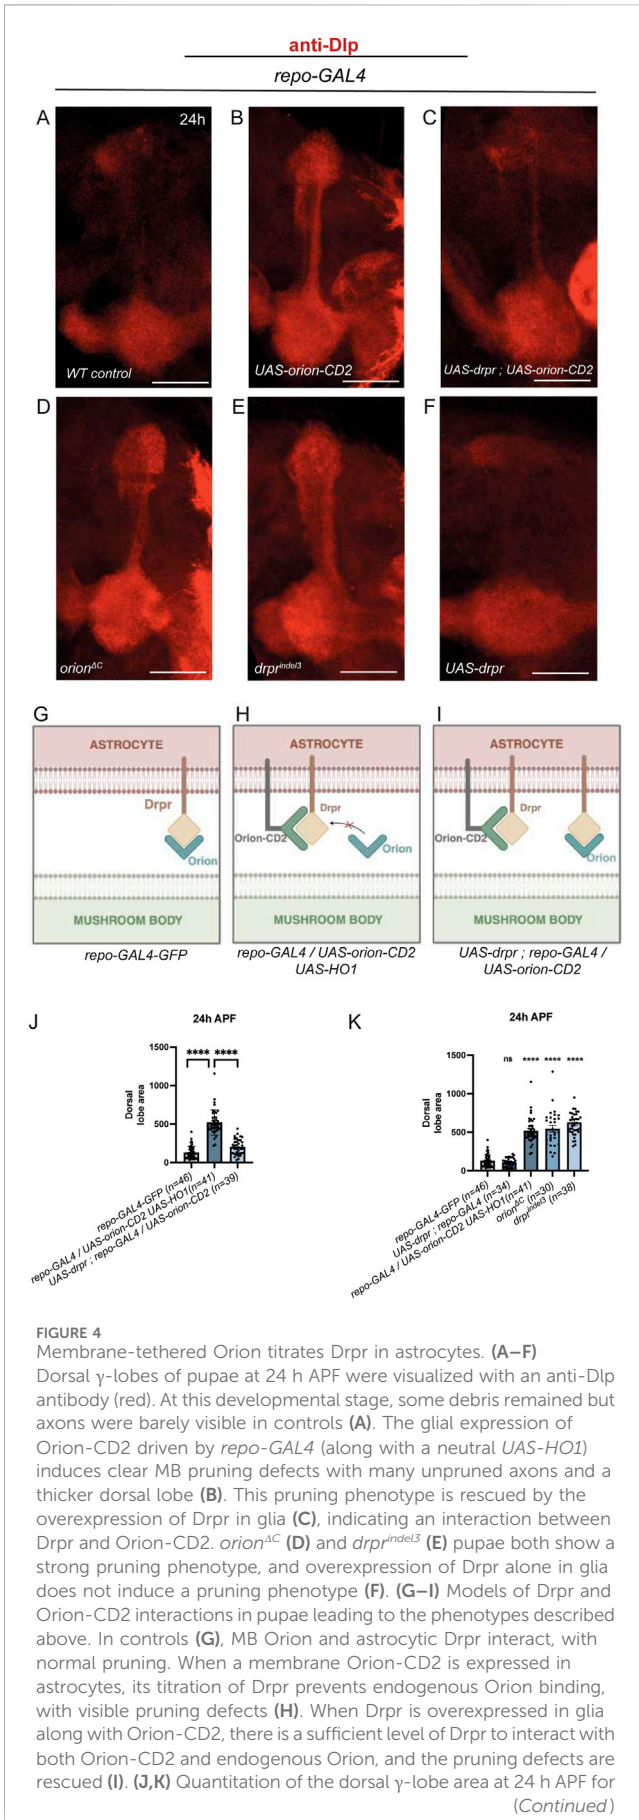 anti-Dlp
repo-GAL4
A
24h
WT control
B
UAS-orion-CD2
C
UAS-drpr ; UAS-orion-CD2
D
orionΔC
E
drprindel3
F
UAS-drpr
G
ASTROCYTE
Drpr
Orion
MUSHROOM BODY
repo-GAL4-GFP
H
ASTROCYTE
Drpr
Orion-CD2
Orion
MUSHROOM BODY
repo-GAL4 / UAS-orion-CD2
UAS-HO1
I
ASTROCYTE
Drpr
Orion-CD2
Orion
MUSHROOM BODY
UAS-drpr ; repo-GAL4 /
UAS-orion-CD2
J
24h APF
**** ****
Dorsal
lobe area
1500
1000
500
0
repo-GAL4-GFP (n=46)
repo-GAL4 / UAS-orion-CD2 UAS-HO1(n=41)
UAS-drpr ; repo-GAL4 / UAS-orion-CD2 (n=39)
K
24h APF
ns **** **** ****
Dorsal
lobe area
1500
1000
500
0
repo-GAL4-GFP (n=46)
UAS-drpr ; repo-GAL4 (n=34)
repo-GAL4 / UAS-orion-CD2 UAS-HO1(n=41)
orionΔC (n=30)
drprindel3 (n=38)
FIGURE 4
Membrane-tethered Orion titrates Drpr in astrocytes. (A–F)
Dorsal γ-lobes of pupae at 24 h APF were visualized with an anti-Dlp
antibody (red). At this developmental stage, some debris remained but
axons were barely visible in controls (A). The glial expression of
Orion-CD2 driven by repo-GAL4 (along with a neutral UAS-HO1)
induces clear MB pruning defects with many unpruned axons and a
thicker dorsal lobe (B). This pruning phenotype is rescued by the
overexpression of Drpr in glia (C), indicating an interaction between
Drpr and Orion-CD2. orionΔC (D) and drprindel3 (E) pupae both show a
strong pruning phenotype, and overexpression of Drpr alone in glia
does not induce a pruning phenotype (F). (G–I) Models of Drpr and
Orion-CD2 interactions in pupae leading to the phenotypes described
above. In controls (G), MB Orion and astrocytic Drpr interact, with
normal pruning. When a membrane Orion-CD2 is expressed in
astrocytes, its titration of Drpr prevents endogenous Orion binding,
with visible pruning defects (H). When Drpr is overexpressed in glia
along with Orion-CD2, there is a sufficient level of Drpr to interact with
both Orion-CD2 and endogenous Orion, and the pruning defects are
rescued (I). (J,K) Quantitation of the dorsal γ-lobe area at 24 h APF for
(Continued)